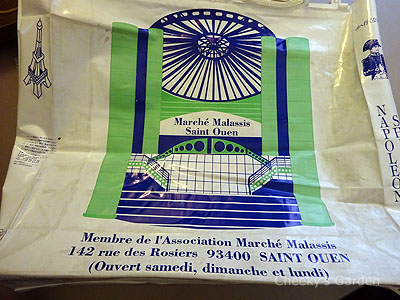 Marché Malassis
Saint Ouen
Membre de l'Association Marché Malassis
142 rue des Rosiers 93400 SAINT OUEN
(Ouvert samedi, dimanche et lundi)
NAPOLEON
Cheeky's Garden